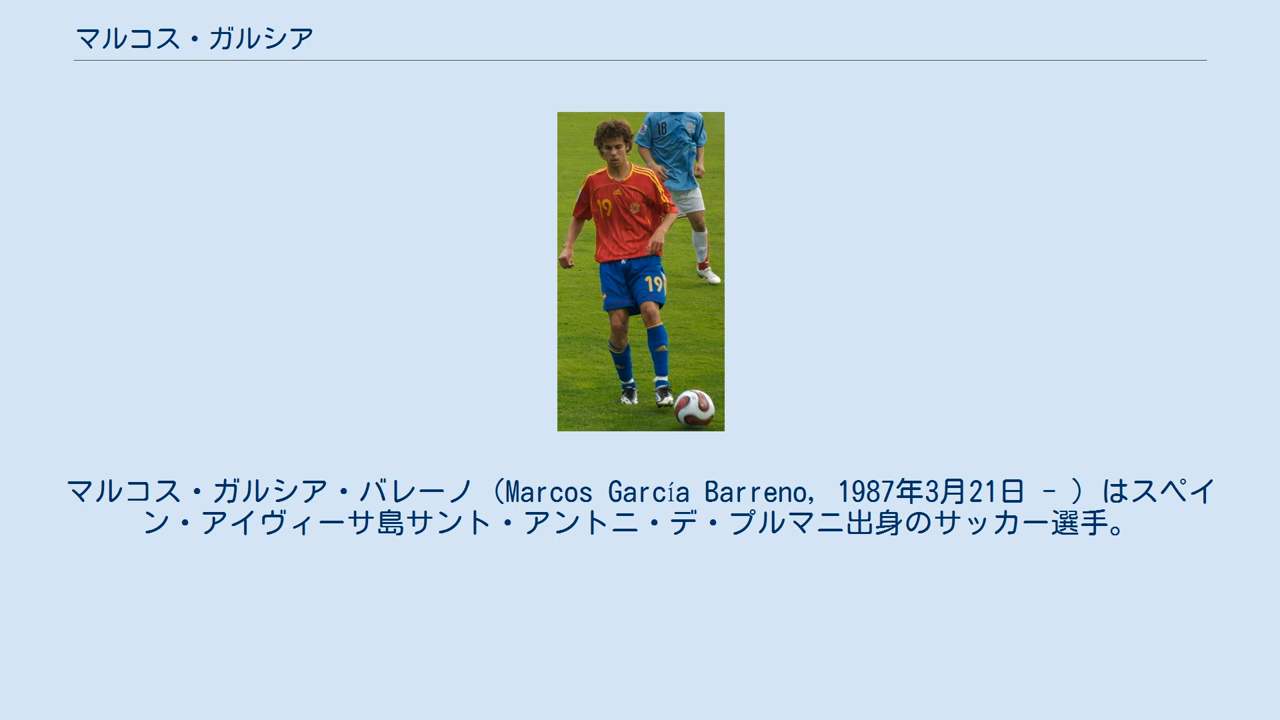 マルコス・ガルシア
18
19
19
マルコス・ガルシア・バレーノ（Marcos García Barreno, 1987年3月21日 - ）はスペイ
ン・アイヴィーサ島サント・アントニ・デ・プルマニ出身のサッカー選手。